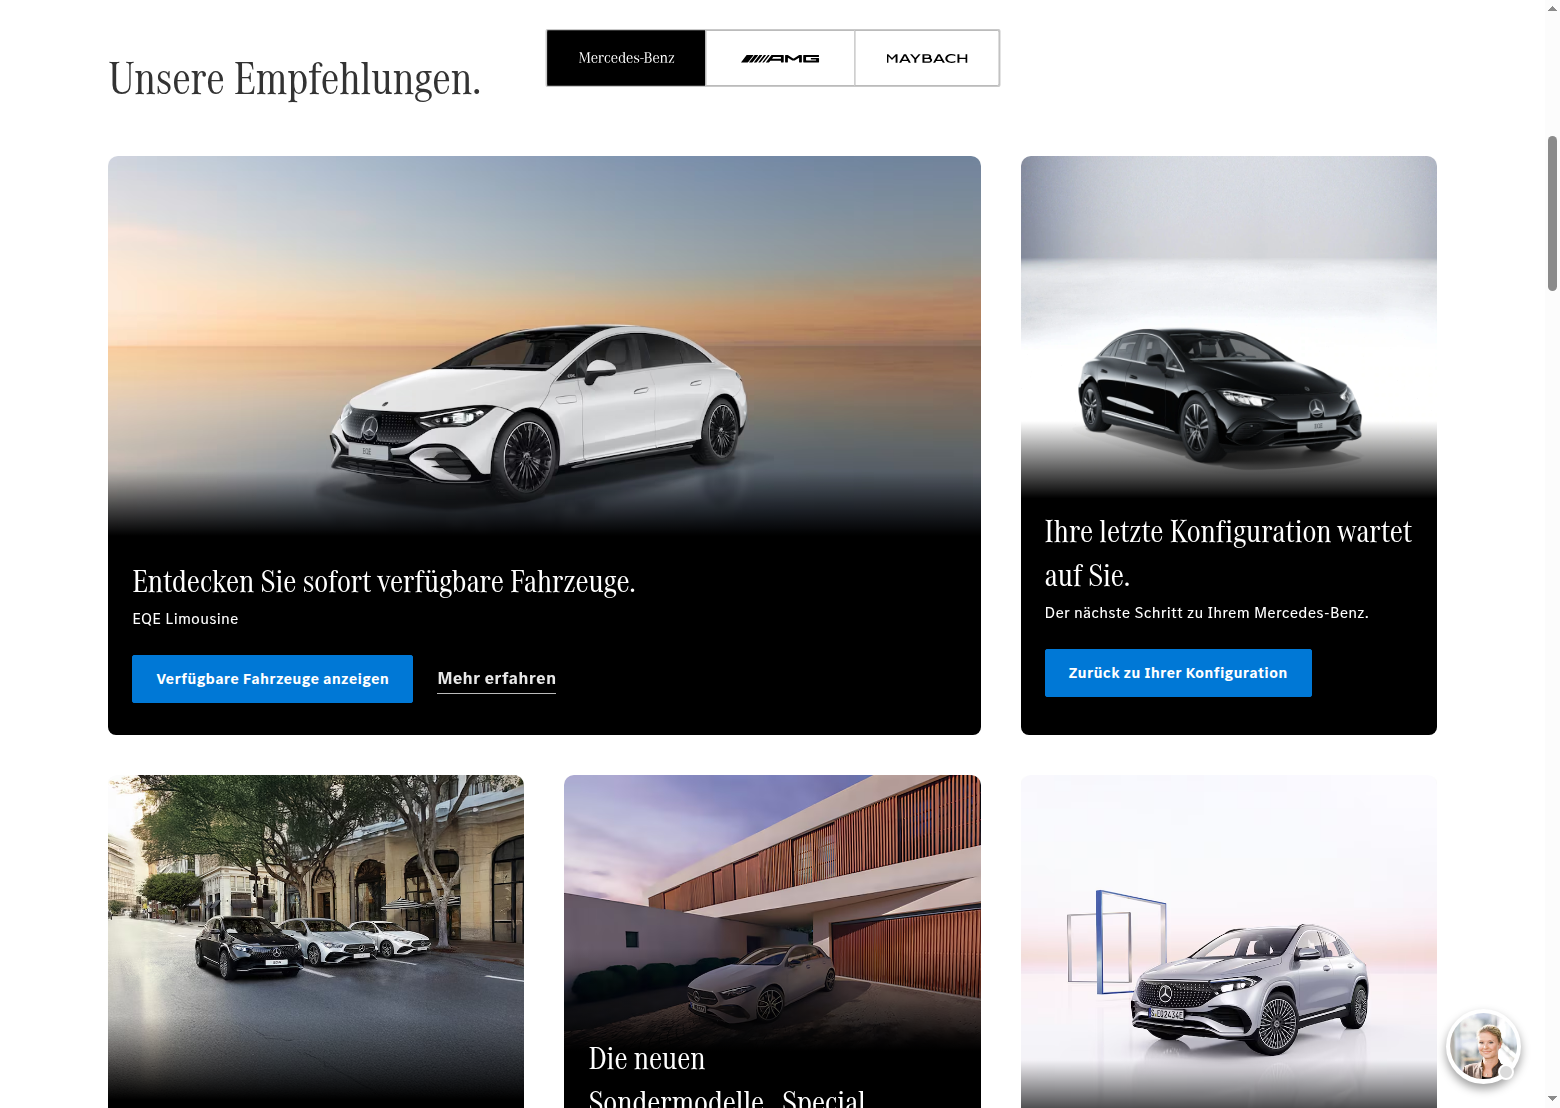 Unsere Empfehlungen.
Mercedes-Benz
AMG
MAYBACH
EQE
EQE
Entdecken Sie sofort verfügbare Fahrzeuge.
EQE Limousine
Verfügbare Fahrzeuge anzeigen
Mehr erfahren
Ihre letzte Konfiguration wartet
auf Sie.
Der nächste Schritt zu Ihrem Mercedes-Benz.
Zurück zu Ihrer Konfiguration
Die neuen
Sondermodelle. Special